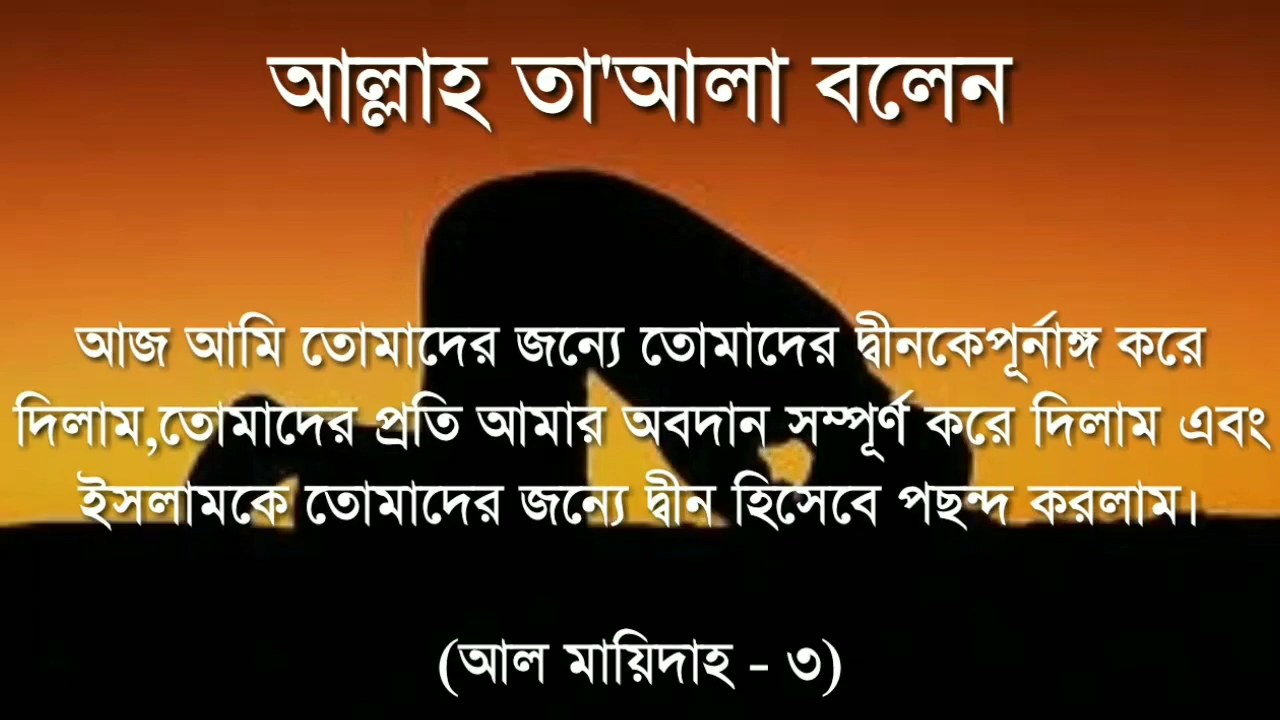 আল্লাহ তা'আলা বলেন
আজ আমি তোমাদের জন্যে তোমাদের দ্বীনকেপূর্নাঙ্গ করে
দিলাম,তোমাদের প্রতি আমার অবদান সম্পূর্ণ করে দিলাম এবং
ইসলামকে তোমাদের জন্যে দ্বীন হিসেবে পছন্দ করলাম।
(আল মায়িদাহ - ৩)